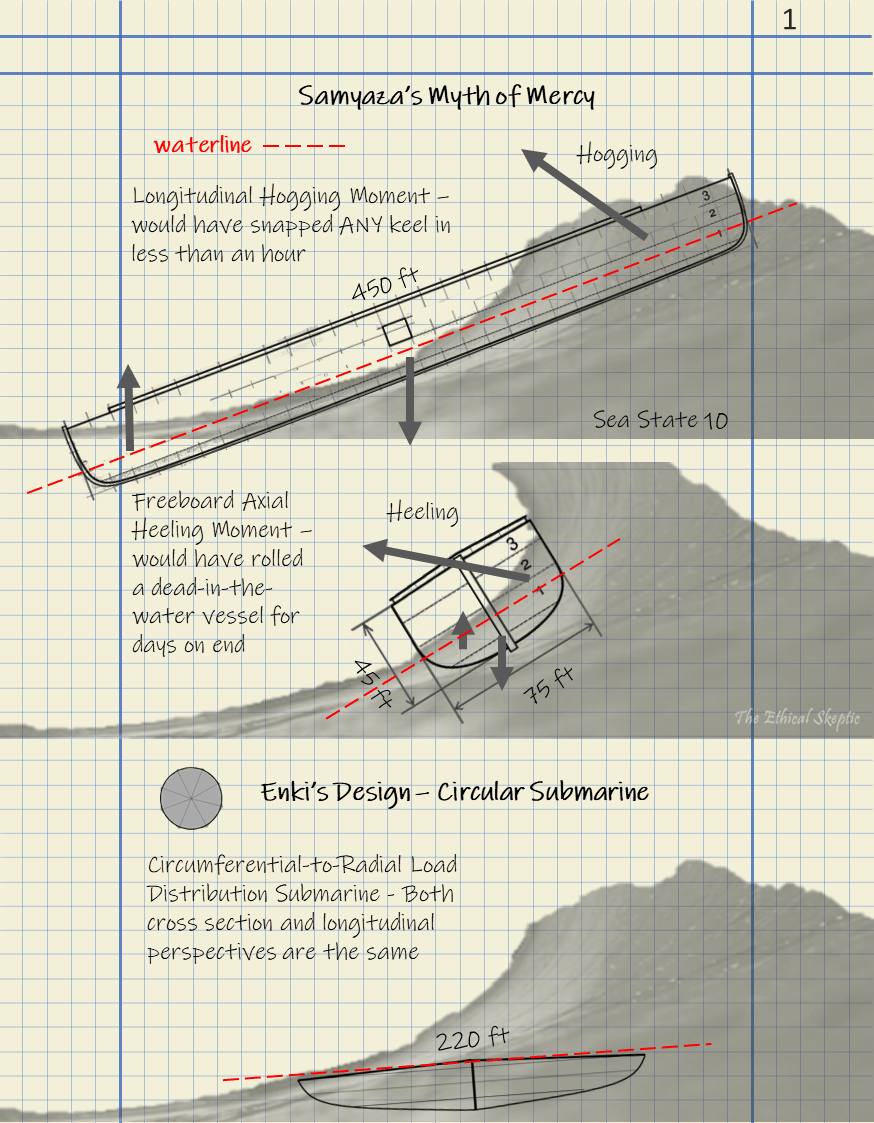 1
Samyaza's Myth of Mercy
waterline
Hogging
Longitudinal Hogging Moment –
would have snapped ANY keel in
less than an hour
3
2
1
450 ft
Sea State 10
Freeboard Axial
Heeling Moment –
would have rolled
a dead-in-the-
water vessel for
days on end
Heeling
3
2
1
45 ft
75 ft
The Ethical Skeptic
Enki's Design – Circular Submarine
Circumferential-to-Radial Load
Distribution Submarine - Both
cross section and longitudinal
perspectives are the same
220 ft